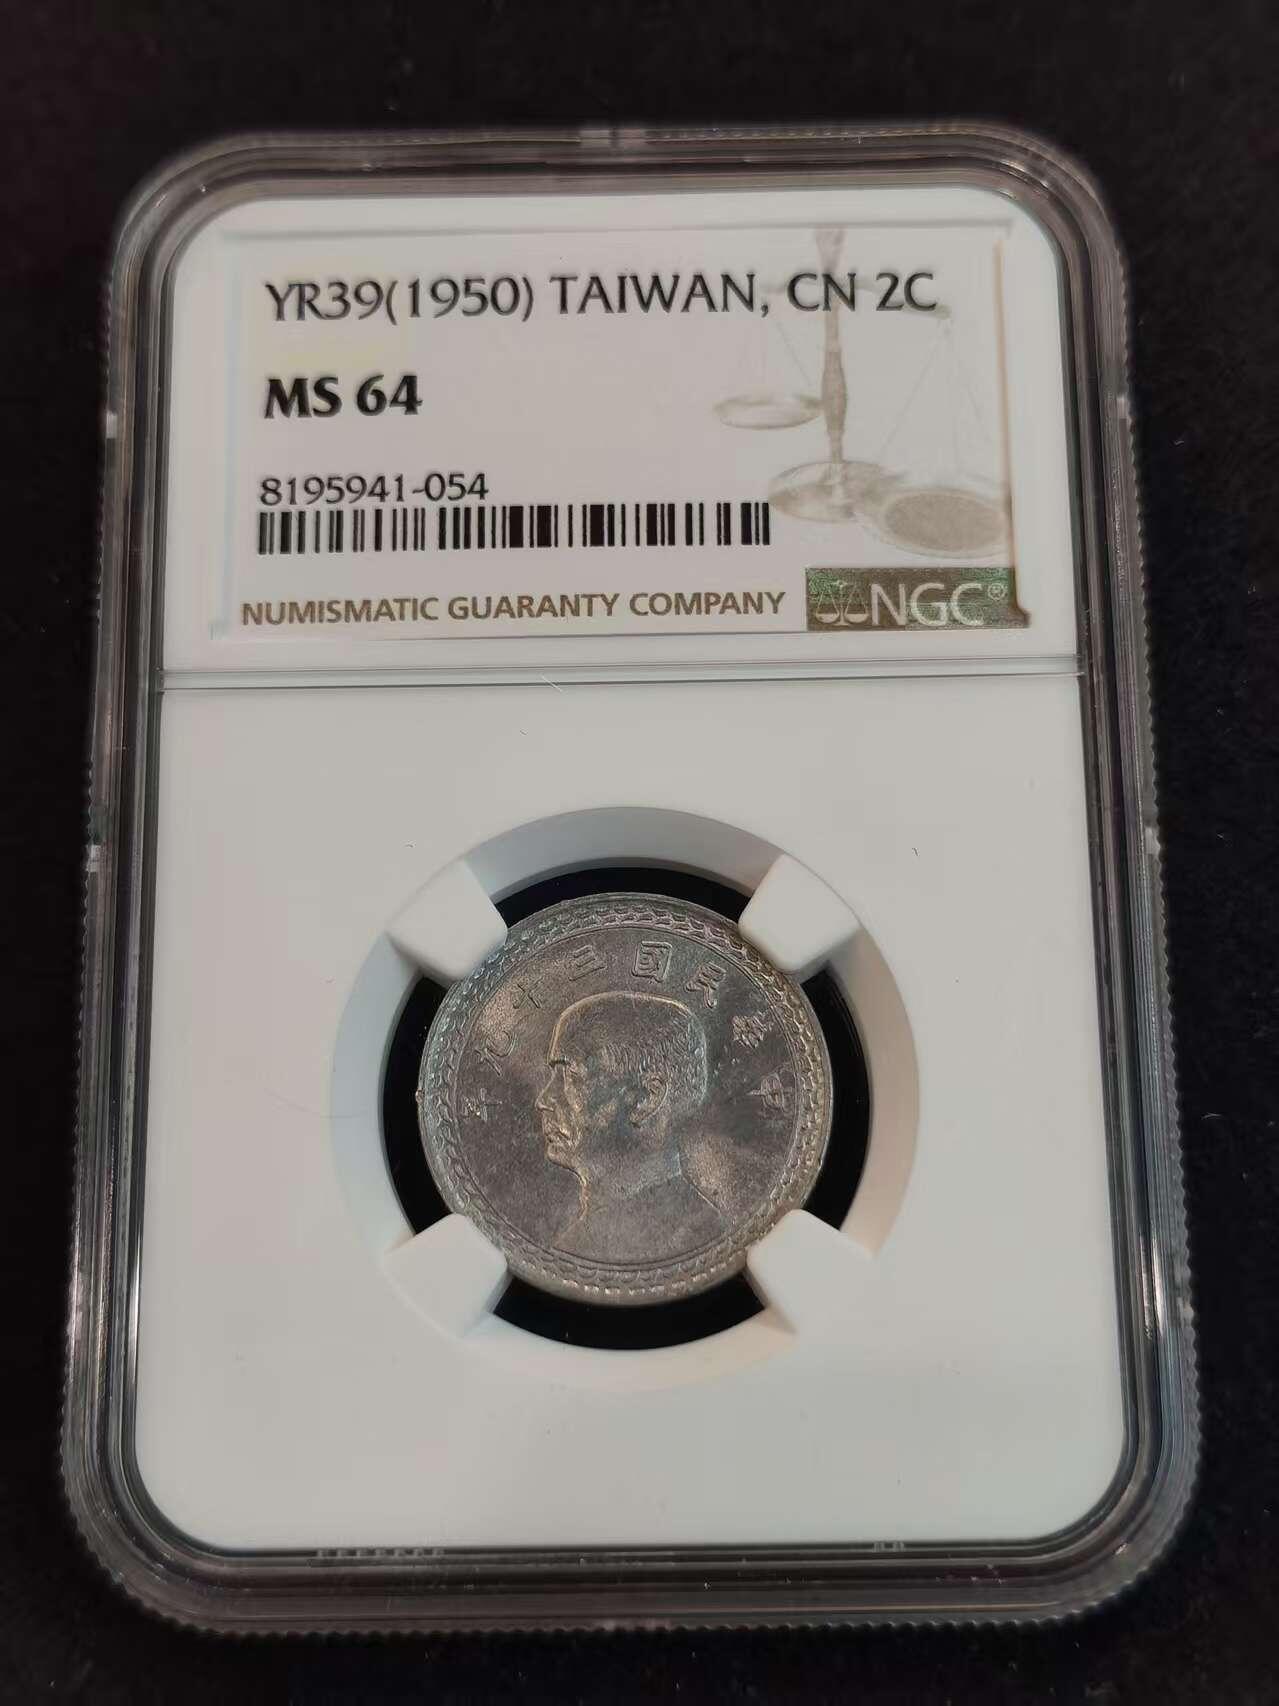 YR39(1950) TAIWAN, CN 2C
MS 64
8195941-054
NUMISMATIC GUARANTY COMPANY NGC®
年九十三國民華中